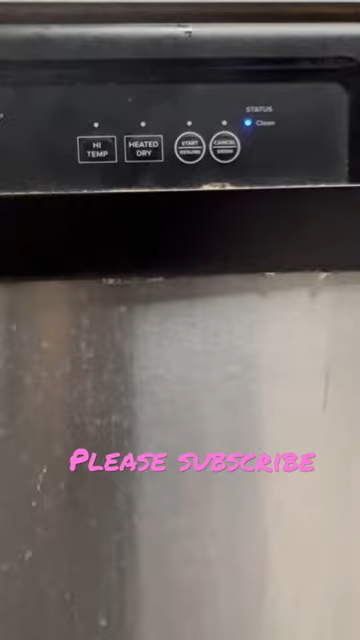 STATUS
Clean
HI
TEMP
HEATED
DRY
START
RESUME
CANCEL
DRAIN
Please subscribe